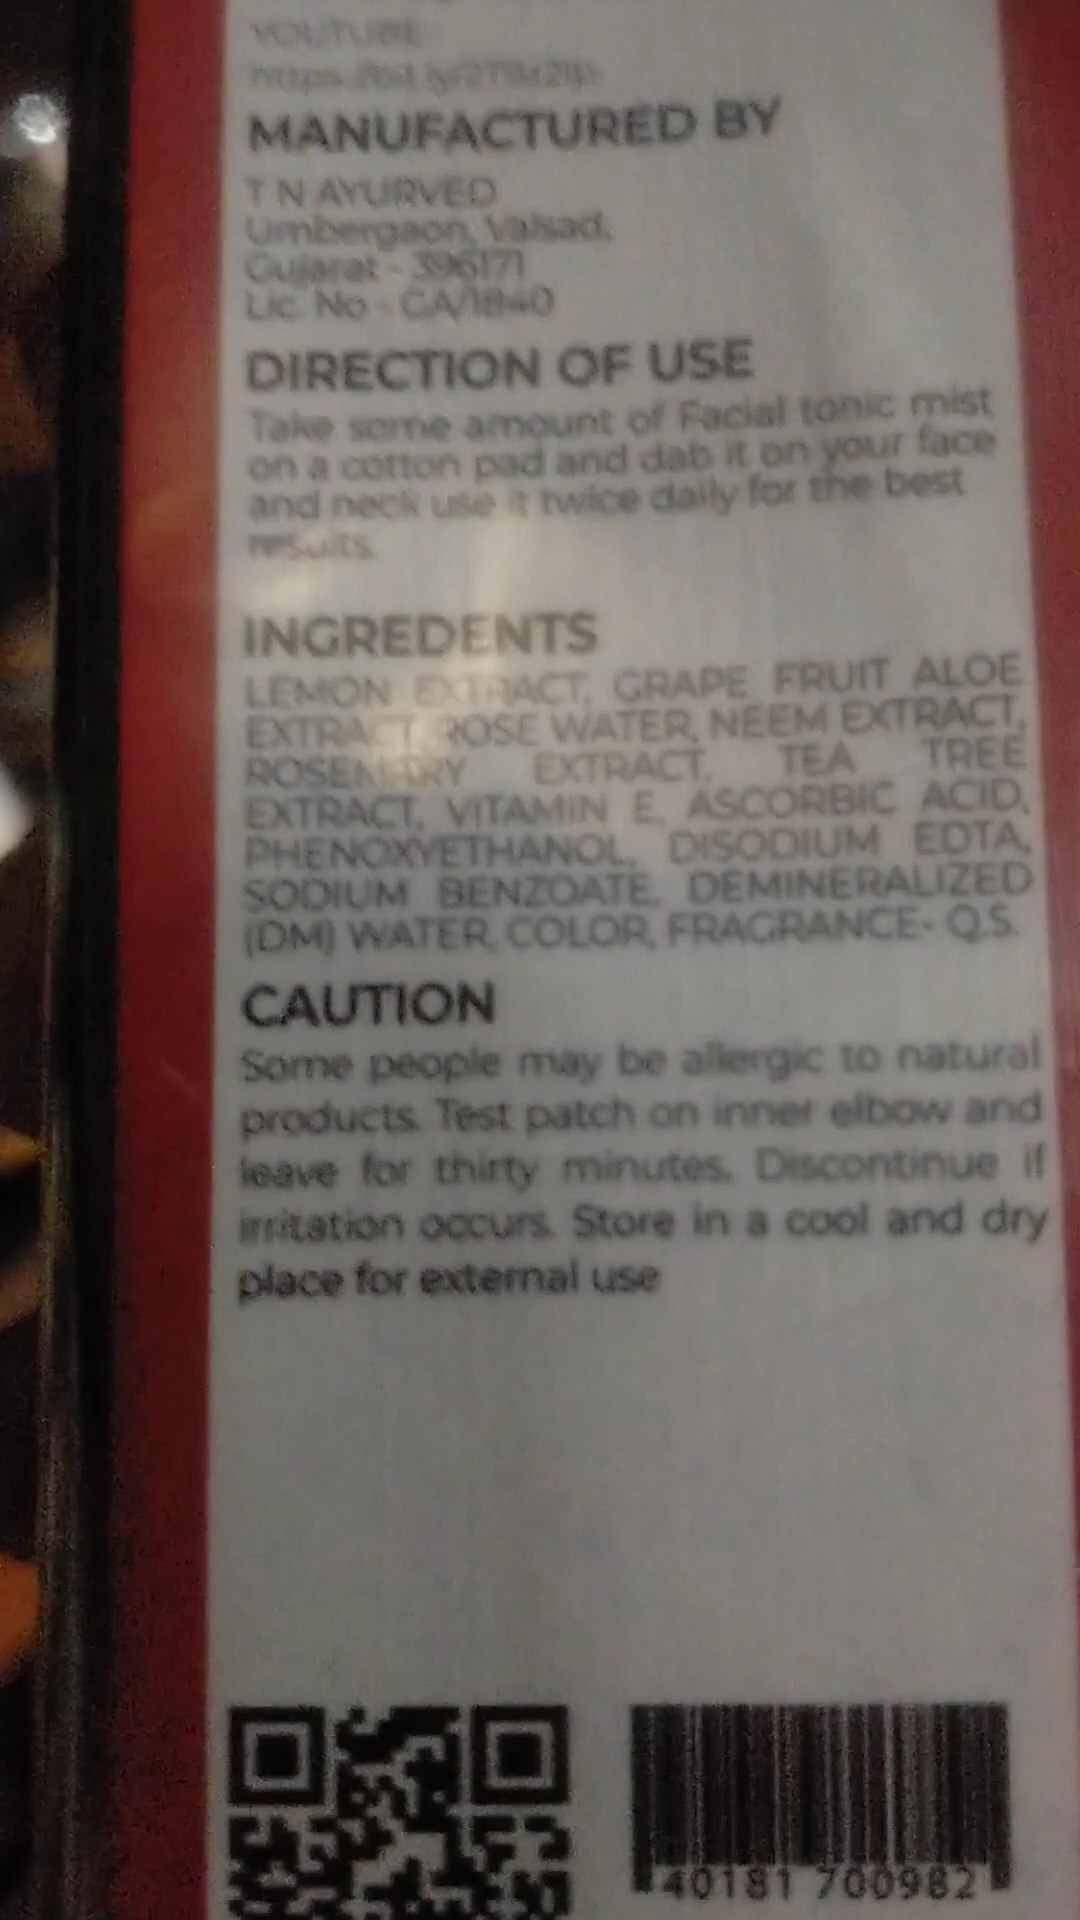 YOUTUBE
MANUFACTURED BY
T N AYURVED
Umbergaon, Valsad,
Gujarat - 396171
Lic. No - GA/1840
DIRECTION OF USE
Take some amount of Facial tonic mist
on a cotton pad and dab it on your face
and neck use it twice daily for the best
results.
INGREDENTS
LEMON EXTRACT, GRAPE FRUIT ALOE
EXTRACT, ROSE WATER, NEEM EXTRACT,
ROSEMARY EXTRACT, TEA TREE
EXTRACT, VITAMIN E, ASCORBIC ACID,
PHENOXYETHANOL, DISODIUM EDTA,
SODIUM BENZOATE, DEMINERALIZED
(DM) WATER, COLOR, FRAGRANCE- Q.S.
CAUTION
Some people may be allergic to natural
products. Test patch on inner elbow and
leave for thirty minutes. Discontinue if
irritation occurs. Store in a cool and dry
place for external use
40181 700982